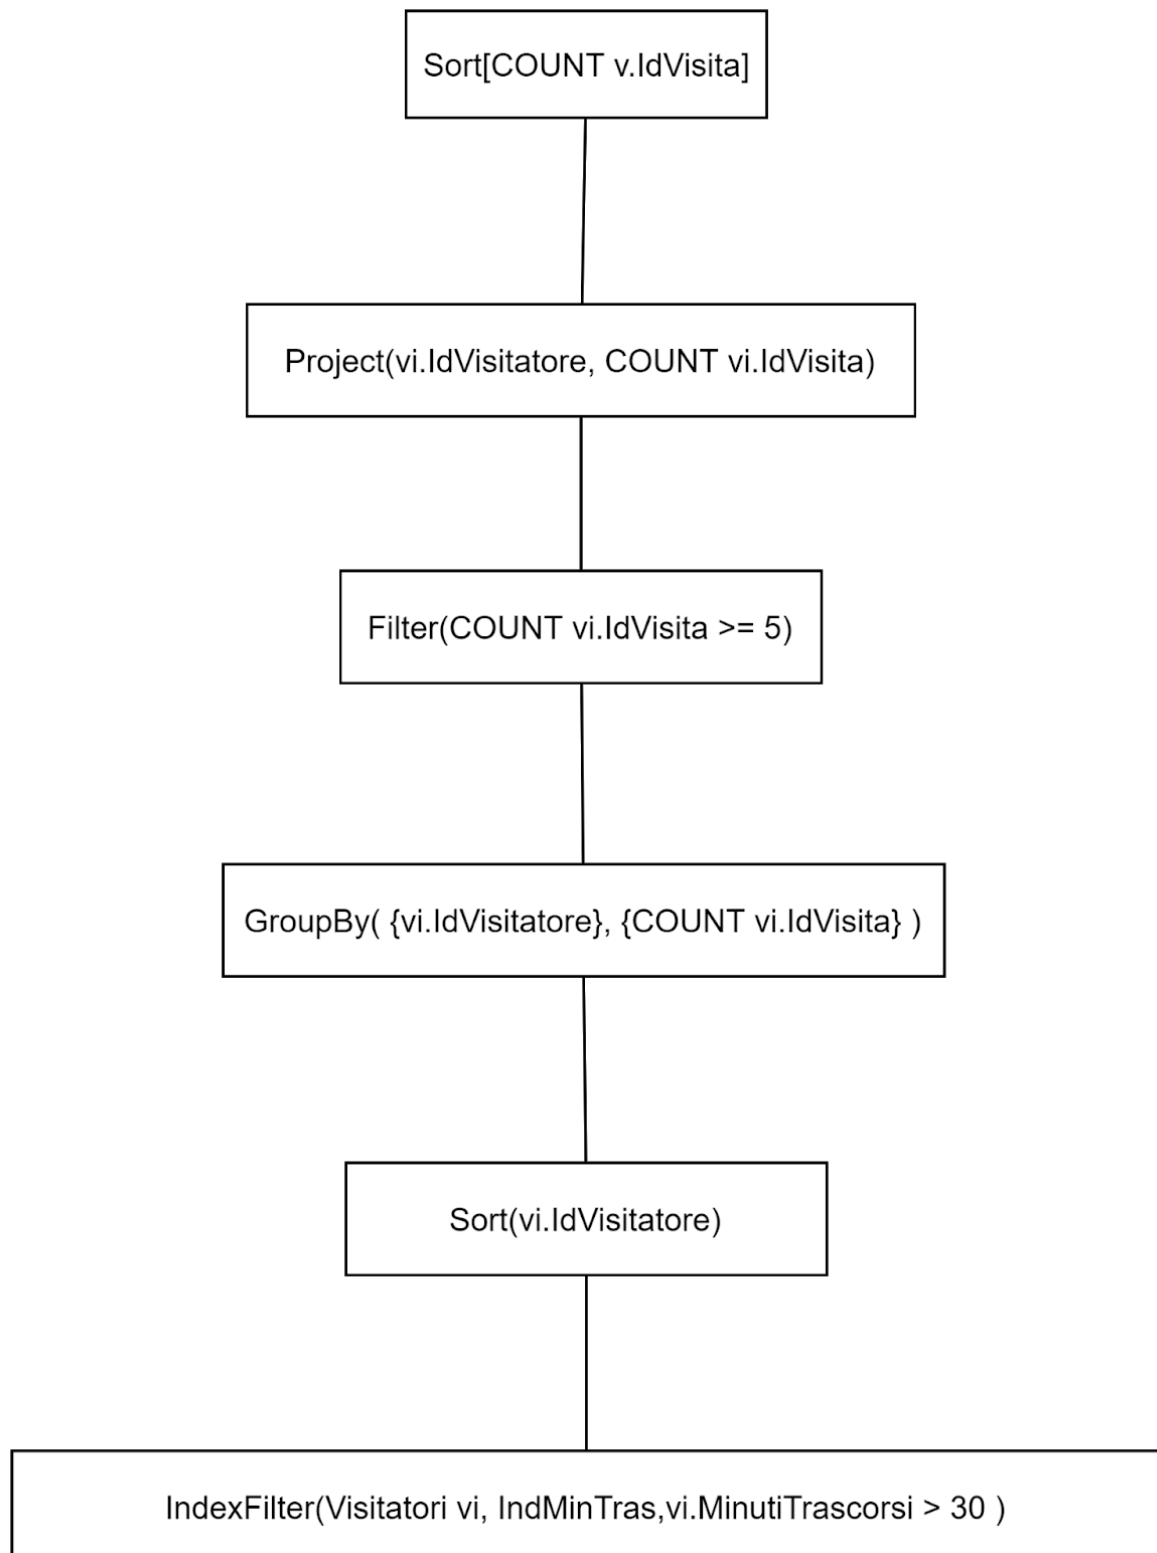 Sort[COUNT v.IdVisita]
Project(vi.IdVisitatore, COUNT vi.IdVisita)
Filter(COUNT vi.IdVisita >= 5)
GroupBy( {vi.IdVisitatore}, {COUNT vi.IdVisita} )
Sort(vi.IdVisitatore)
IndexFilter(Visitatori vi, IndMinTras,vi.MinutiTrascorsi > 30 )